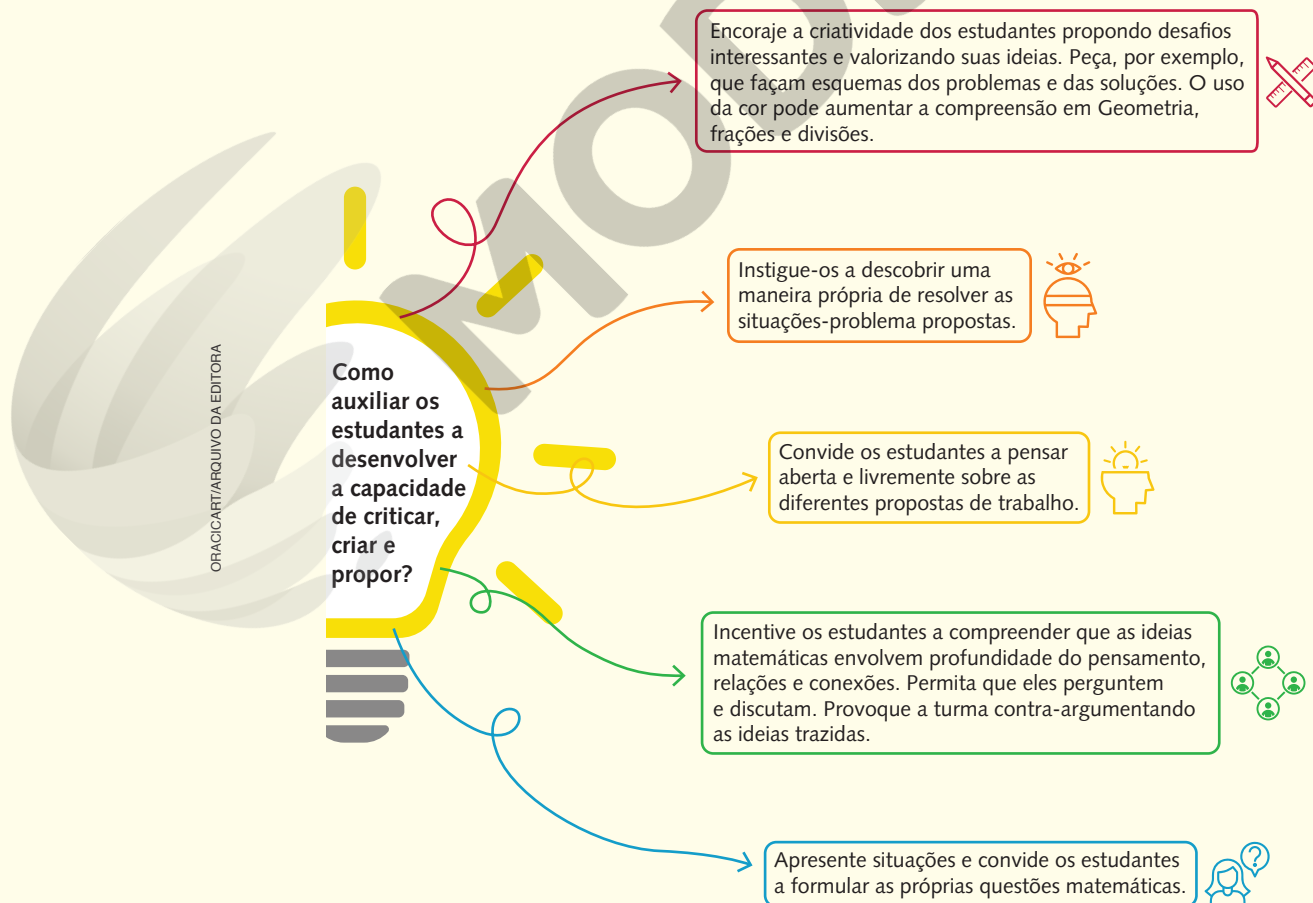 Encoraje a criatividade dos estudantes propondo desafios
interessantes e valorizando suas ideias. Peça, por exemplo,
que façam esquemas dos problemas e das soluções. O uso
da cor pode aumentar a compreensão em Geometria,
frações e divisões.
Instigue-os a descobrir uma
maneira própria de resolver as
situações-problema propostas.
Como
auxiliar os
estudantes a
desenvolver
a capacidade
de criticar,
criar e
propor?
ORACICART/ARQUIVO DA EDITORA
Convide os estudantes a pensar
aberta e livremente sobre as
diferentes propostas de trabalho.
Incentive os estudantes a compreender que as ideias
matemáticas envolvem profundidade do pensamento,
relações e conexões. Permita que eles perguntem
e discutam. Provoque a turma contra-argumentando
as ideias trazidas.
Apresente situações e convide os estudantes
a formular as próprias questões matemáticas.
?
MOD